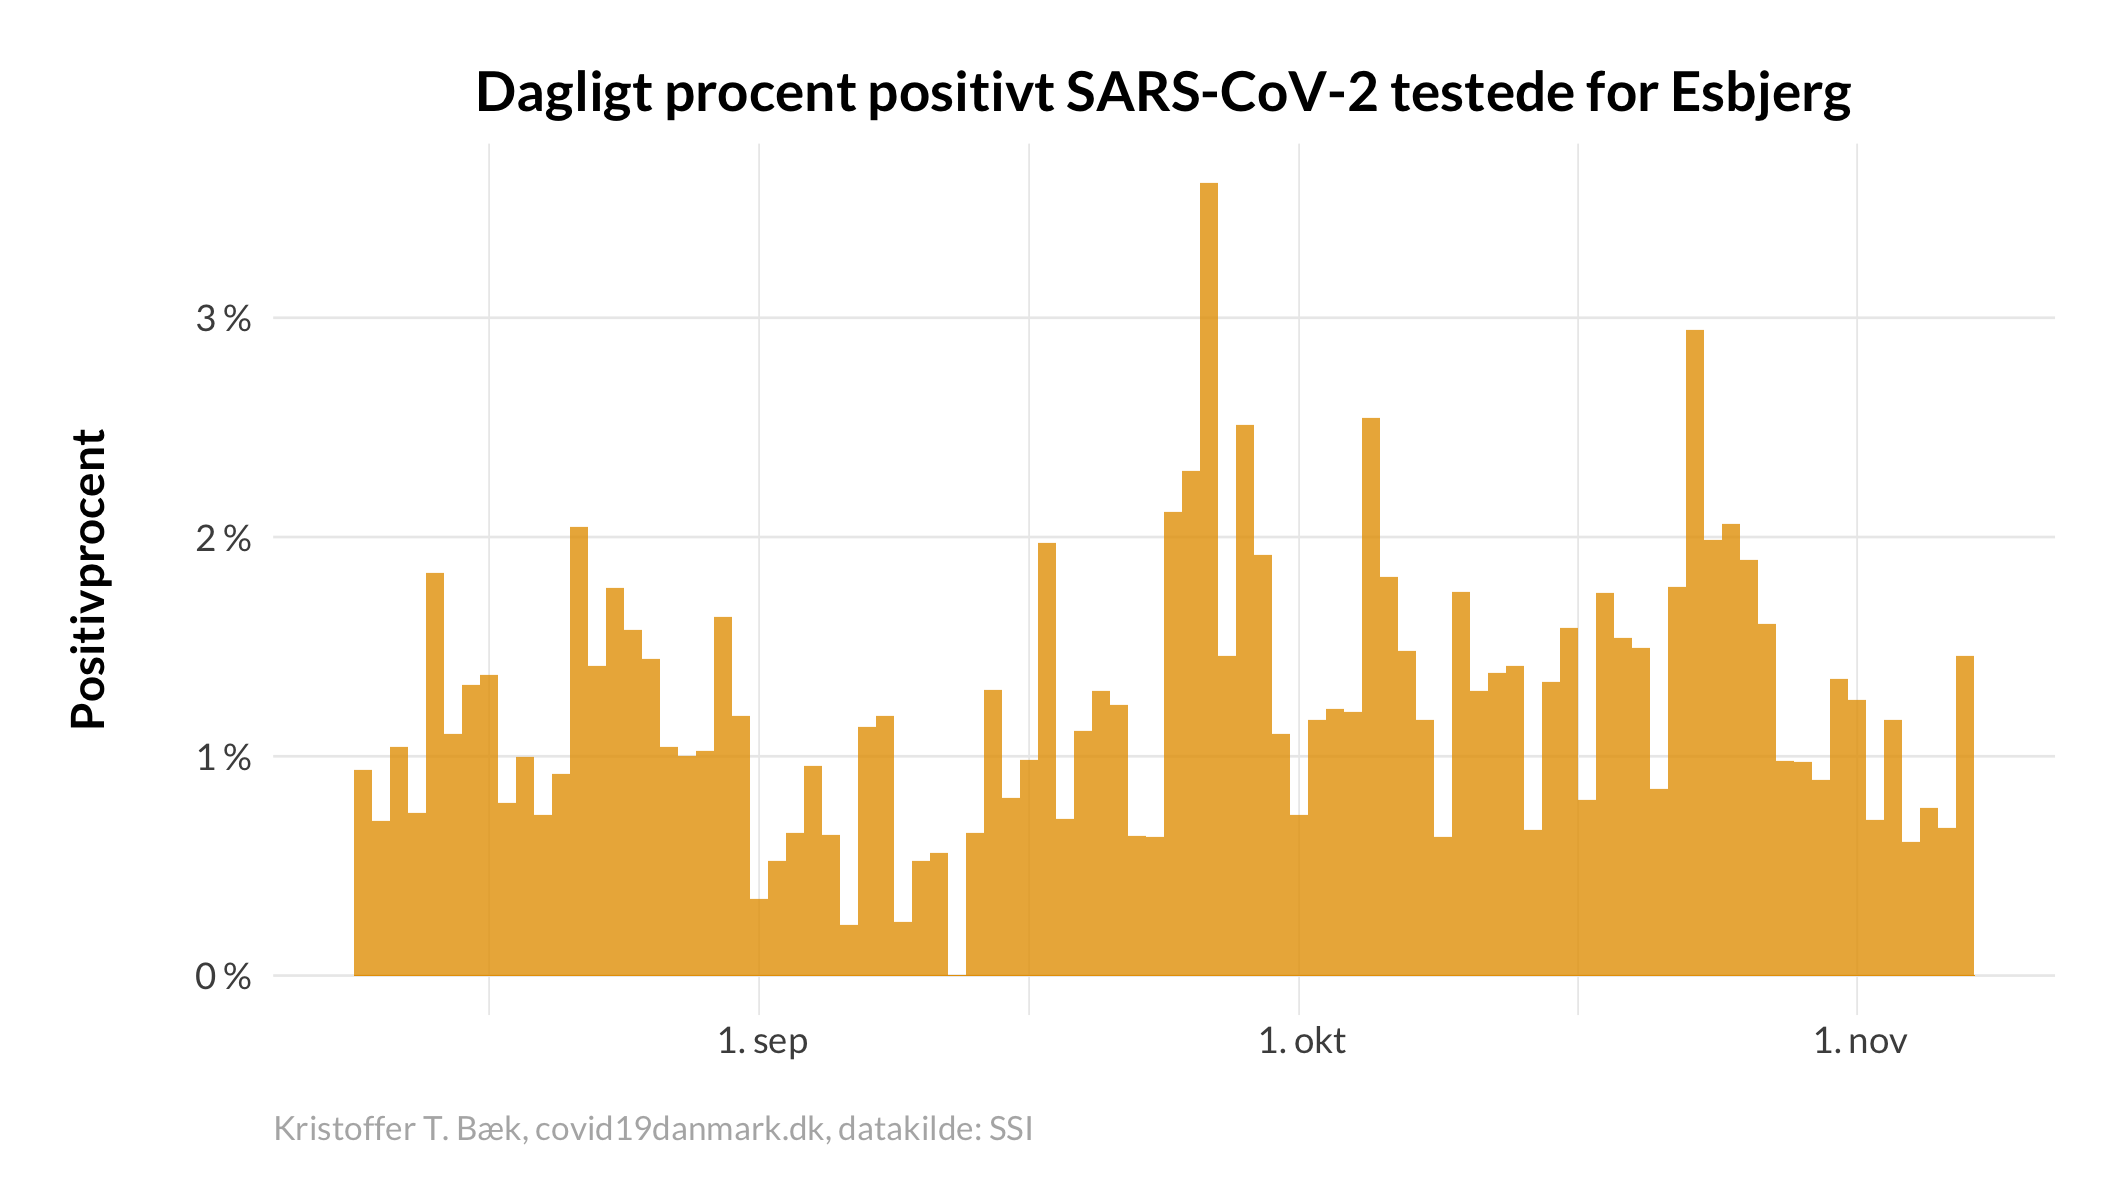 Dagligt procent positivt SARS-CoV-2 testede for Esbjerg
Positivprocent
3 %
2 %
1 %
0 %
1. sep
1. okt
1. nov
Kristoffer T. Bæk, covid19danmark.dk, datakilde: SSI